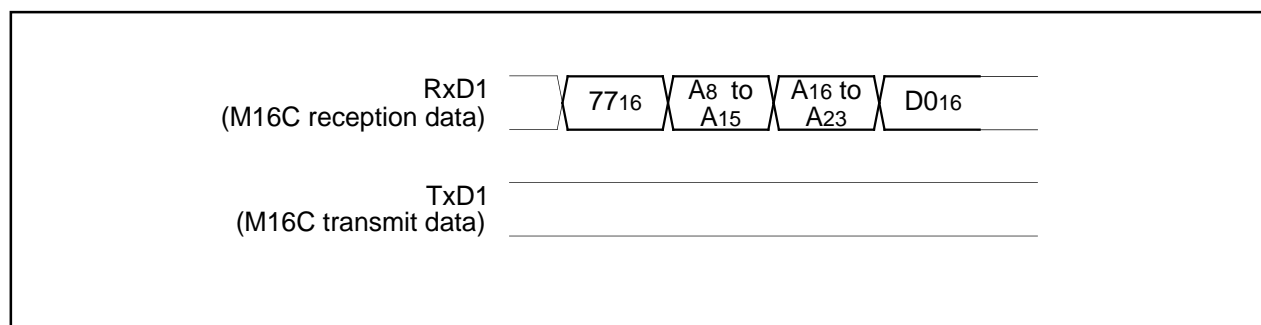 RxD1
(M16C reception data)
7716
A8 to
A15
A16 to
A23
D016
TxD1
(M16C transmit data)